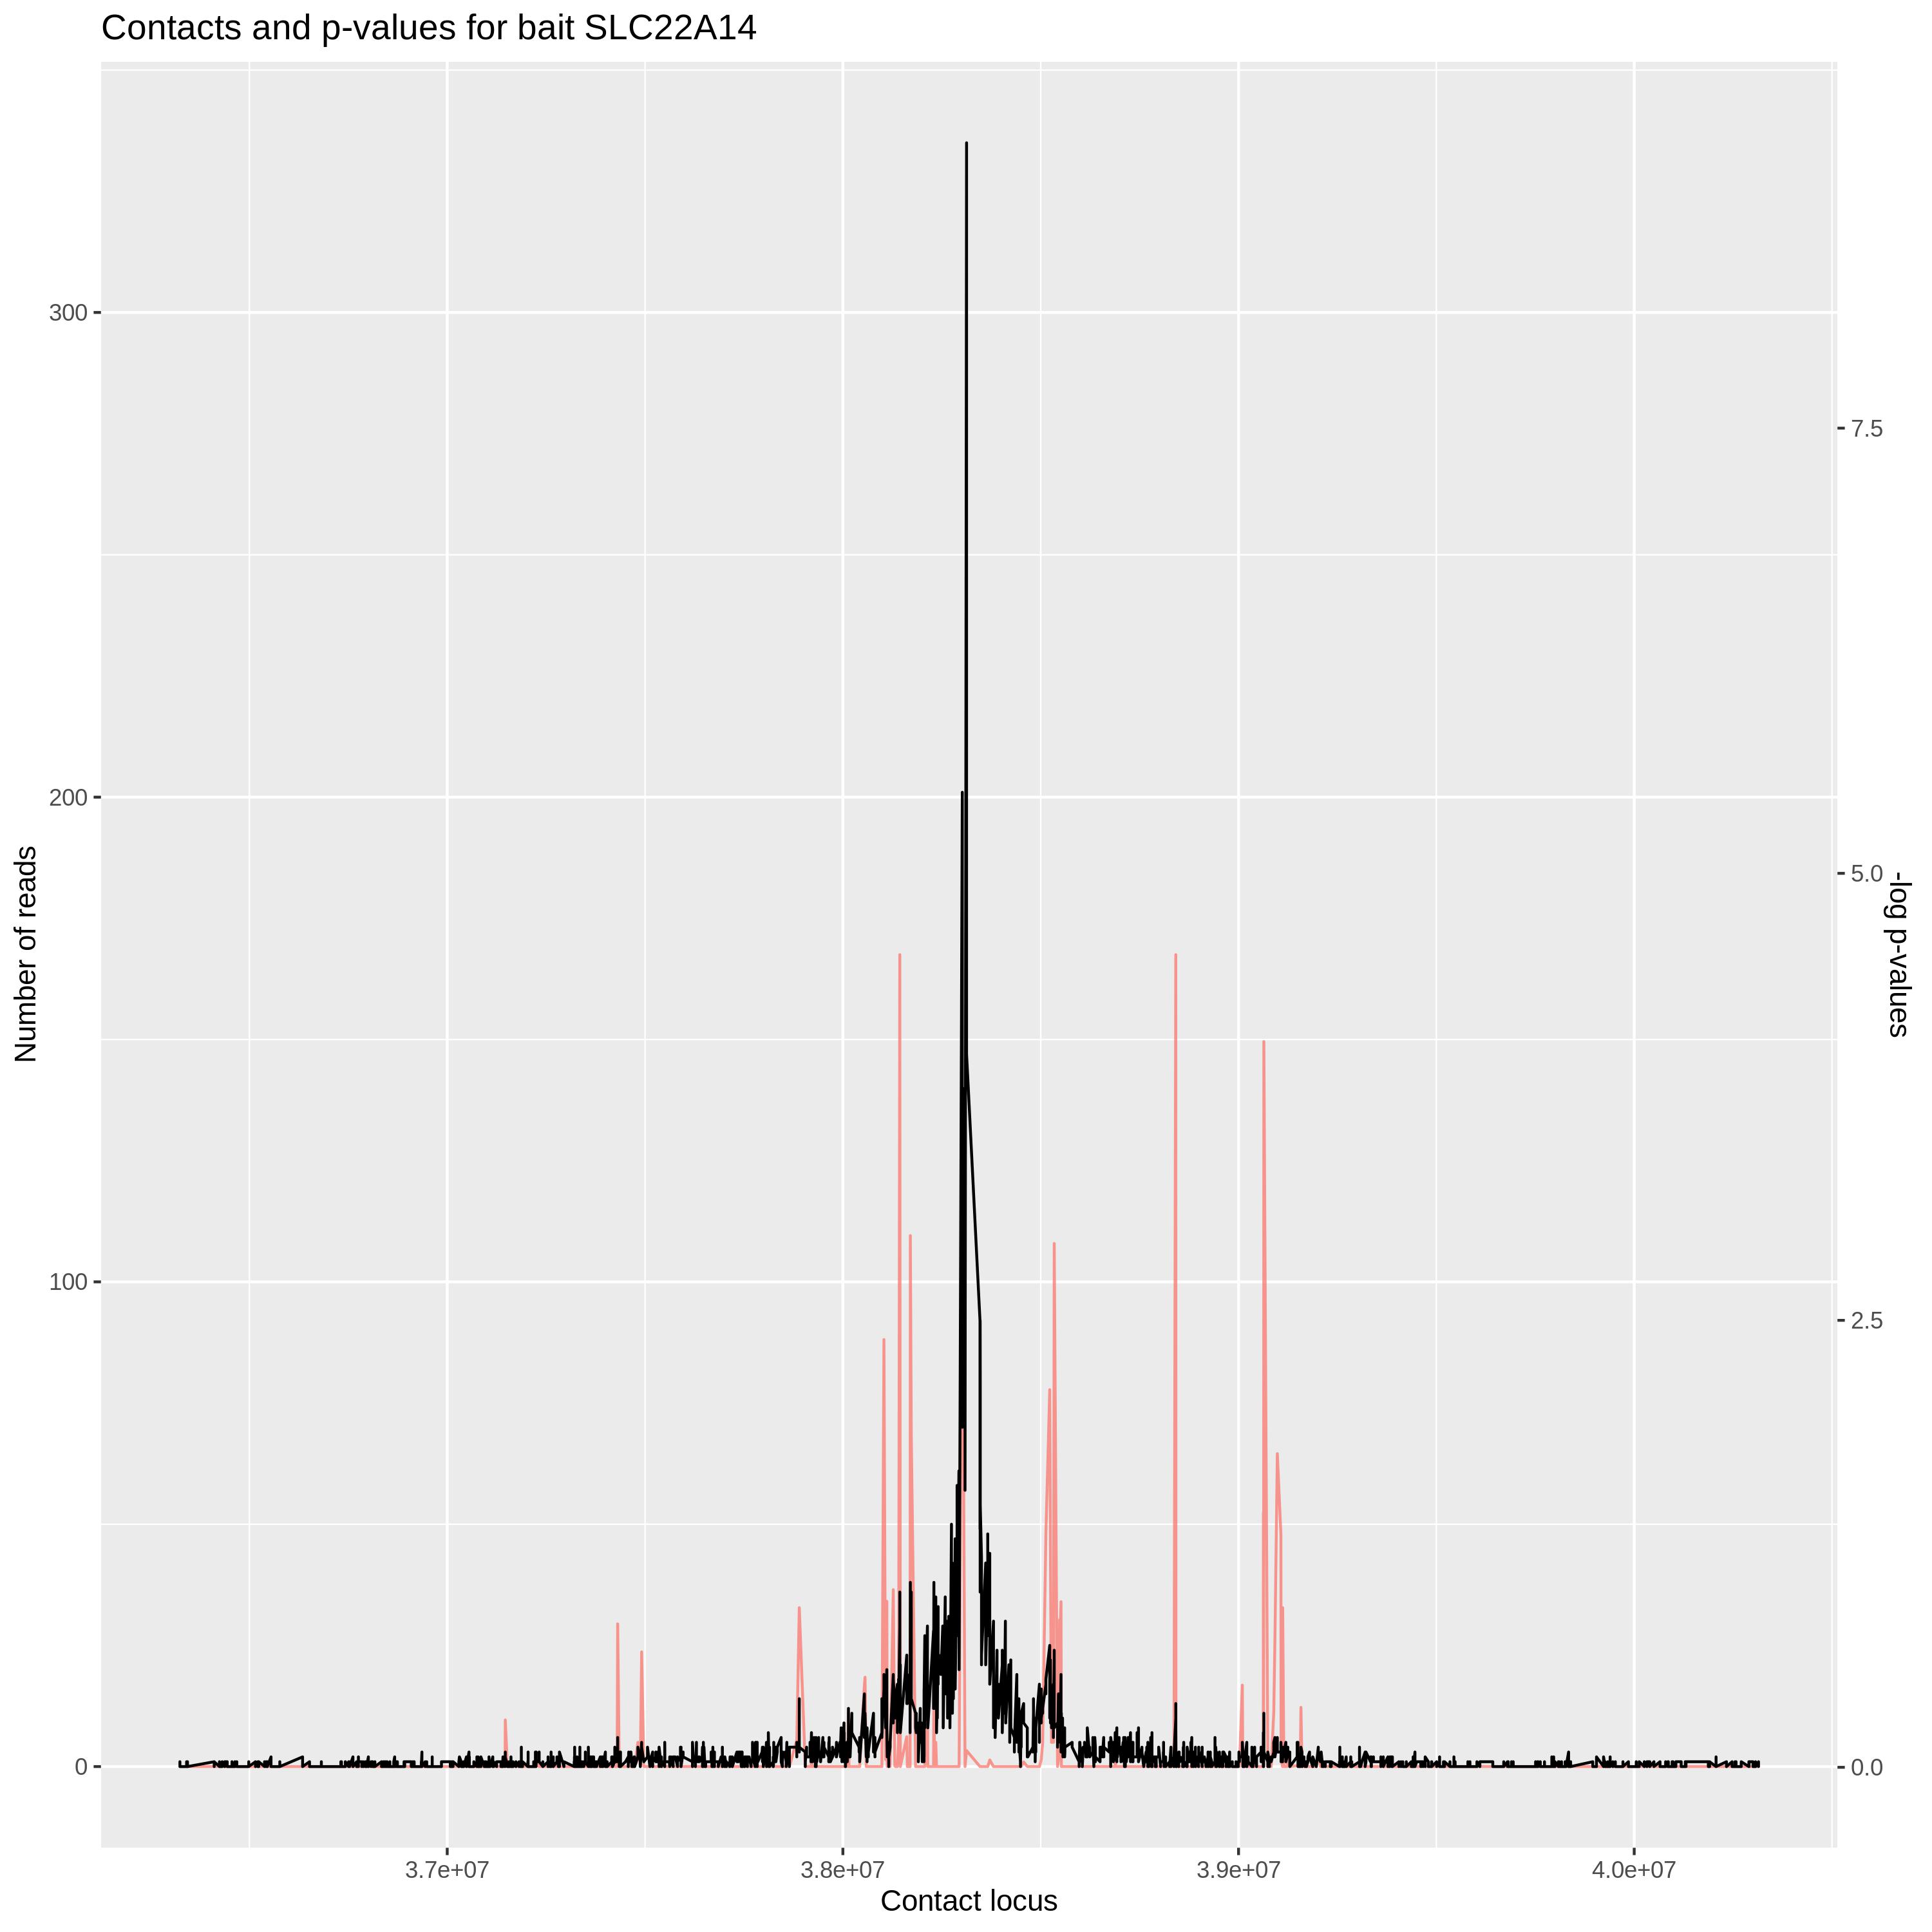 Contacts and p-values for bait SLC22A14
Number of reads
300
200
100
0
7.5
5.0
2.5
0.0
-log p-values
3.7e+07
3.8e+07
3.9e+07
4.0e+07
Contact locus